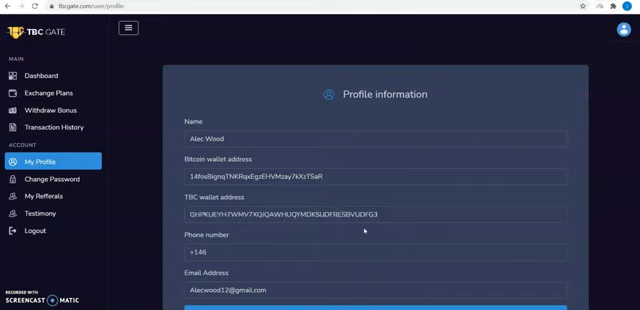 tbcgate.com/user/profile
TBC GATE
MAIN
Dashboard
Exchange Plans
Withdraw Bonus
Transaction History
ACCOUNT
My Profile
Change Password
My Refferals
Testimony
Logout
RECORDED WITH
SCREENCAST MATIC
Profile information
Name
Alec Wood
Bitcoin wallet address
TBC wallet address
Phone number
+146
Email Address
Alecwood12@gmail.com